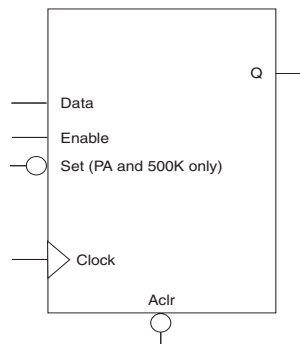 Q
Data
Enable
Set (PA and 500K only)
Clock
Aclr